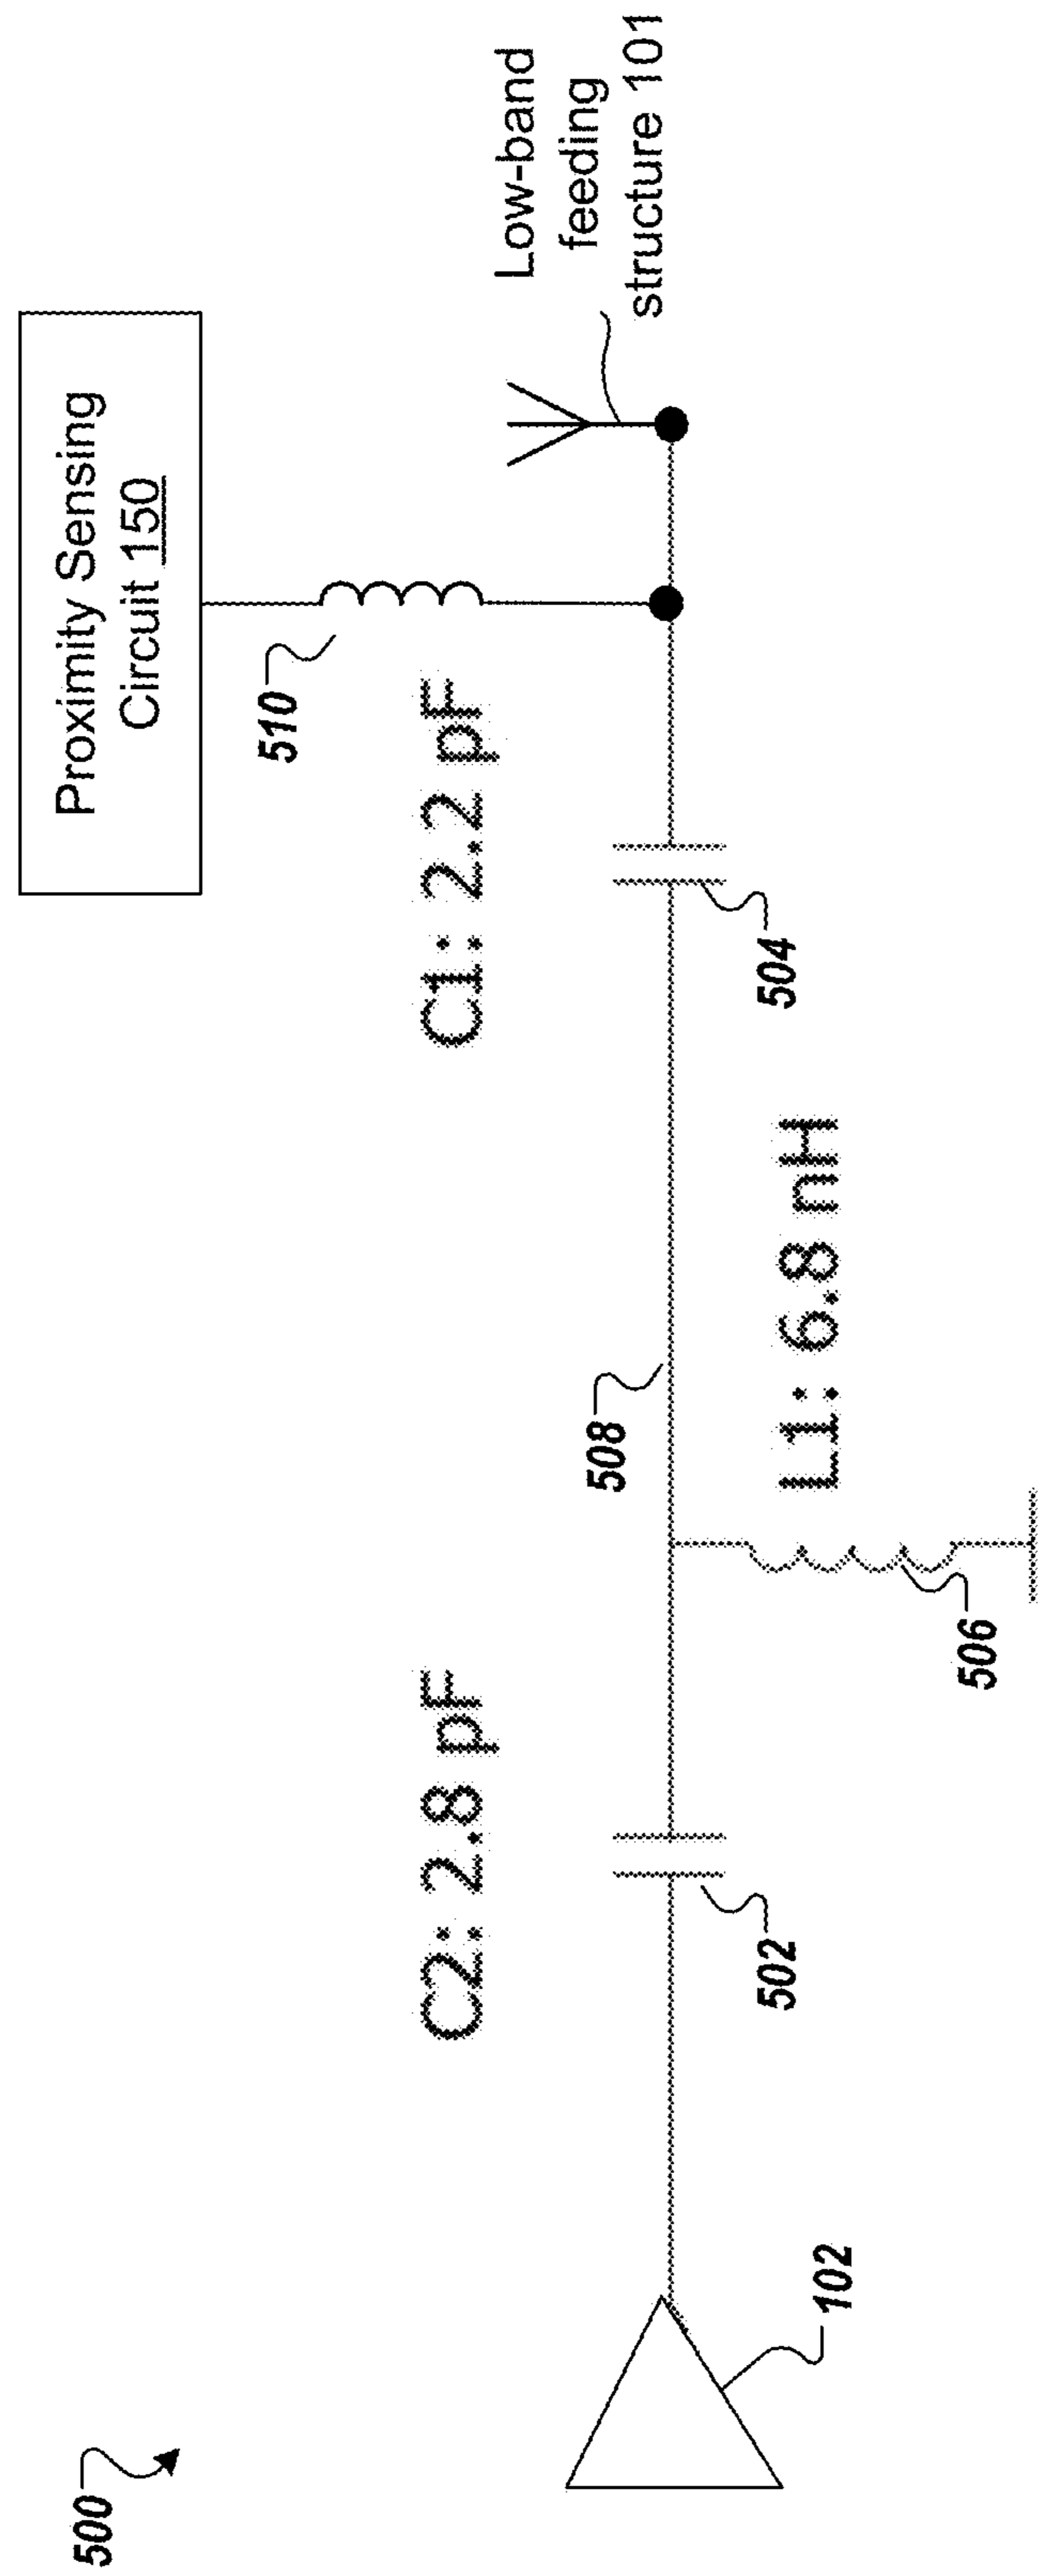 500
Proximity Sensing
Circuit 150
510
Low-band
feeding
structure 101
C2: 2.8 pF
C1: 2.2 pF
508
102
502
504
L1: 6.8 nH
506